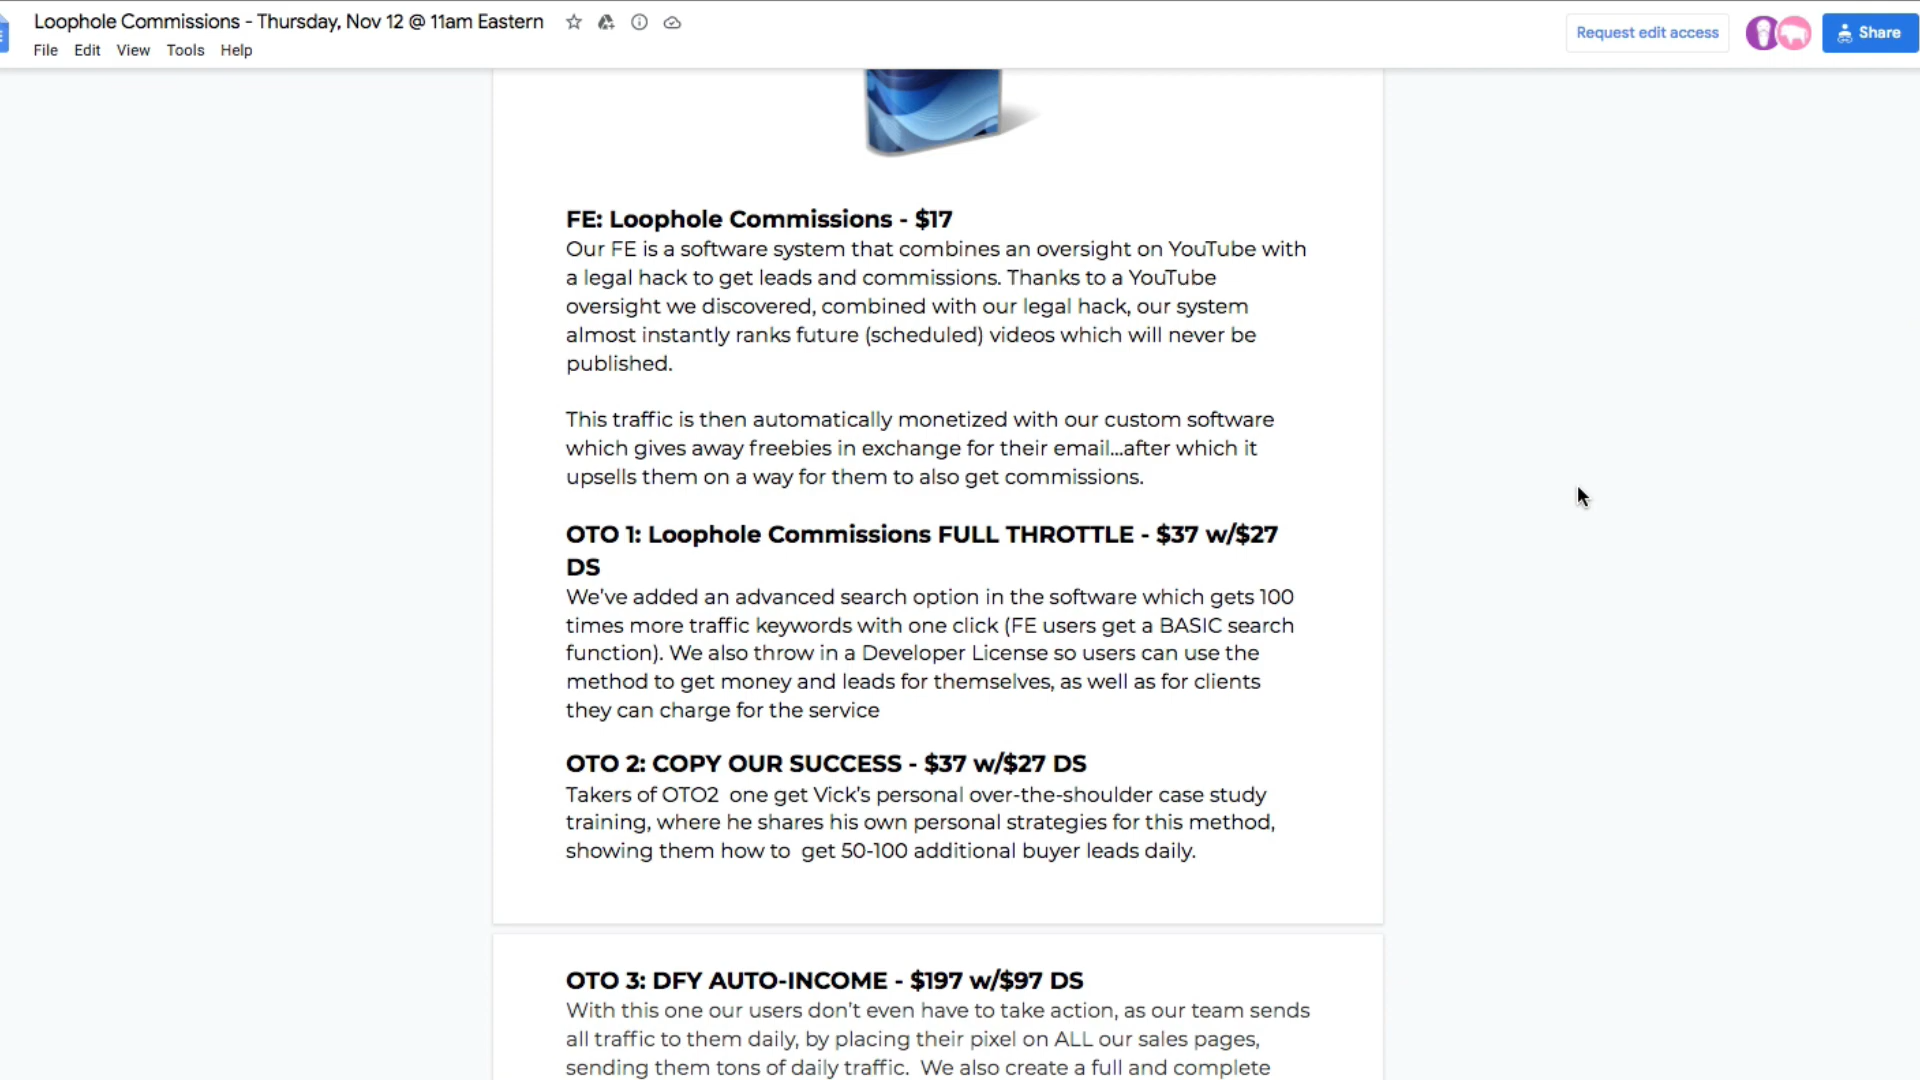 Loophole Commissions - Thursday, Nov 12 @ 11am Eastern
File Edit View Tools Help
Request edit access
Share
FE: Loophole Commissions - $17
Our FE is a software system that combines an oversight on YouTube with
a legal hack to get leads and commissions. Thanks to a YouTube
oversight we discovered, combined with our legal hack, our system
almost instantly ranks future (scheduled) videos which will never be
published.
This traffic is then automatically monetized with our custom software
which gives away freebies in exchange for their email...after which it
upsells them on a way for them to also get commissions.
OTO 1: Loophole Commissions FULL THROTTLE - $37 w/$27
DS
We've added an advanced search option in the software which gets 100
times more traffic keywords with one click (FE users get a BASIC search
function). We also throw in a Developer License so users can use the
method to get money and leads for themselves, as well as for clients
they can charge for the service
OTO 2: COPY OUR SUCCESS - $37 w/$27 DS
Takers of OTO2  one get Vick's personal over-the-shoulder case study
training, where he shares his own personal strategies for this method,
showing them how to  get 50-100 additional buyer leads daily.
OTO 3: DFY AUTO-INCOME - $197 w/$97 DS
With this one our users don't even have to take action, as our team sends
all traffic to them daily, by placing their pixel on ALL our sales pages,
sending them tons of daily traffic.  We also create a full and complete